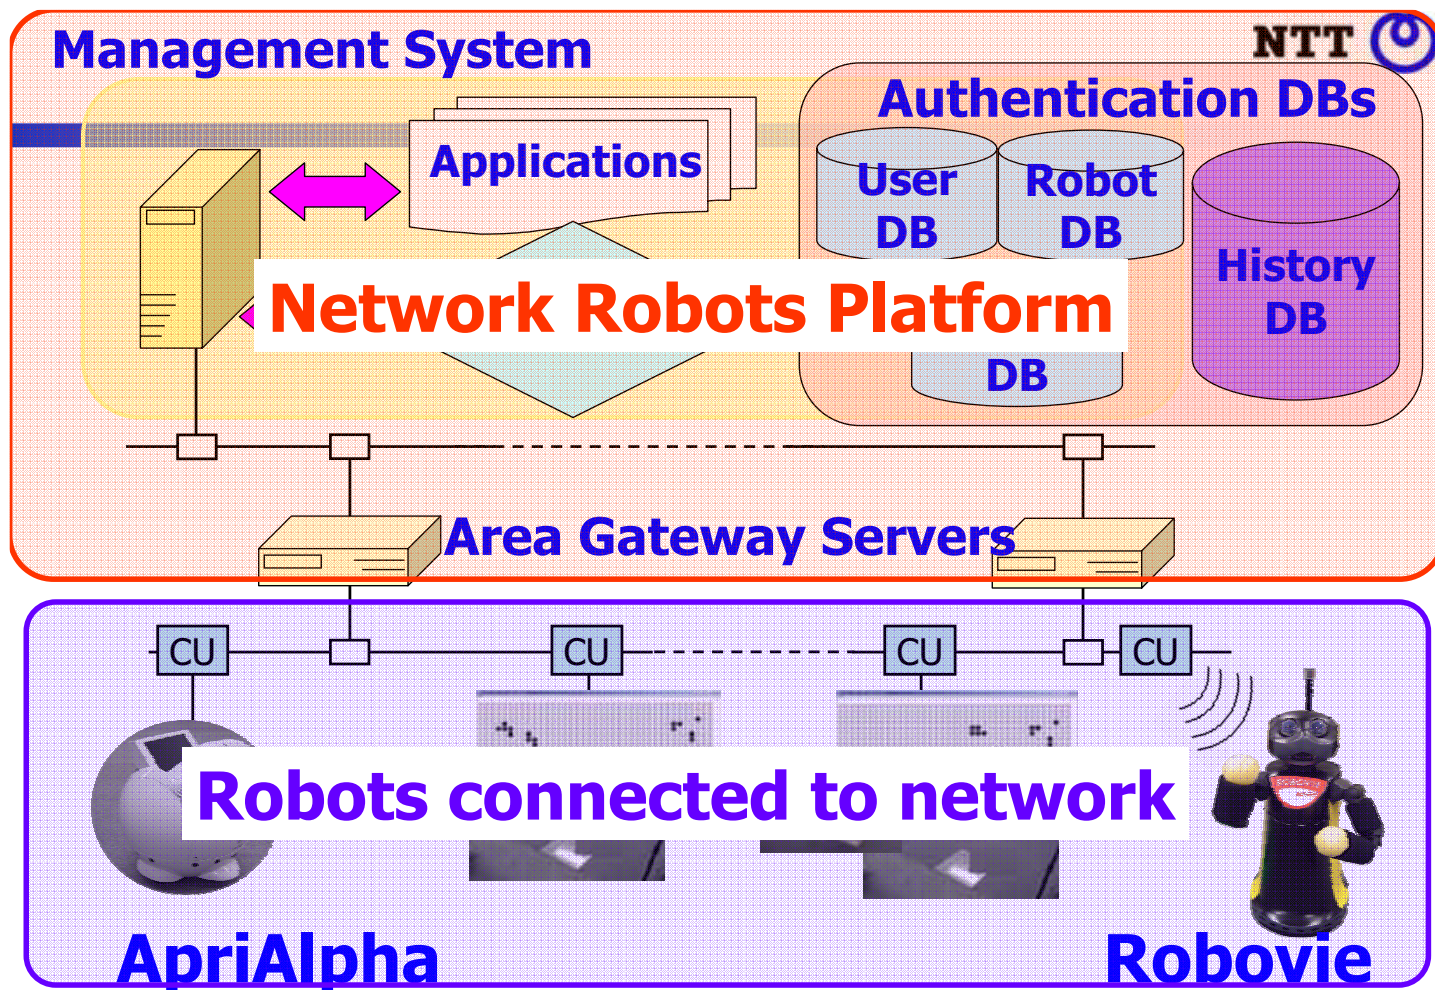 Management System
NTT
Authentication DBs
Applications
User
DB
Robot
DB
History
DB
Network Robots Platform
DB
Area Gateway Servers
CU
CU
CU
CU
Robots connected to network
ApriAlpha
Robovie